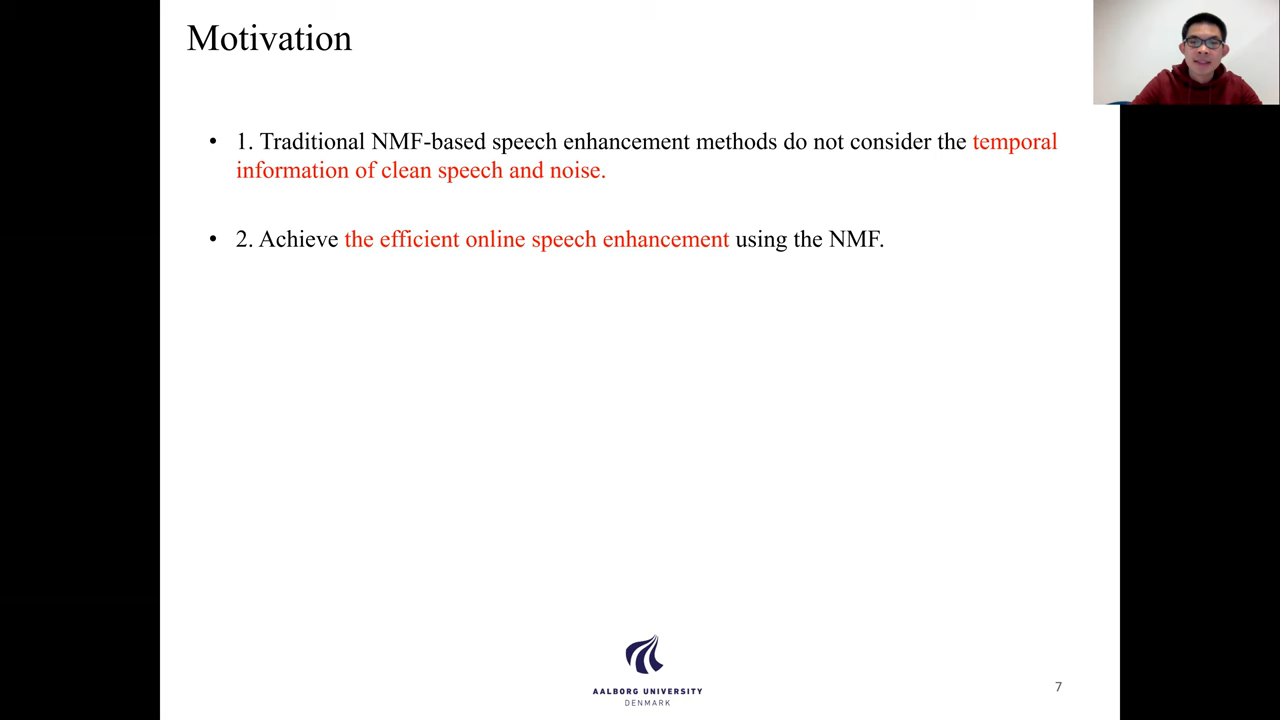 Motivation
• 1. Traditional NMF-based speech enhancement methods do not consider the temporal
information of clean speech and noise.
• 2. Achieve the efficient online speech enhancement using the NMF.
AALBORG UNIVERSITY
DENMARK
7